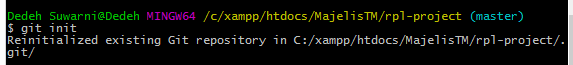 Dedeh Suwarni@Dedeh MINGW64 /c/xampp/htdocs/MajelisTM/rpl-project (master)
$ git init
Reinitialized existing Git repository in C:/xampp/htdocs/MajelisTM/rpl-project/.
git/